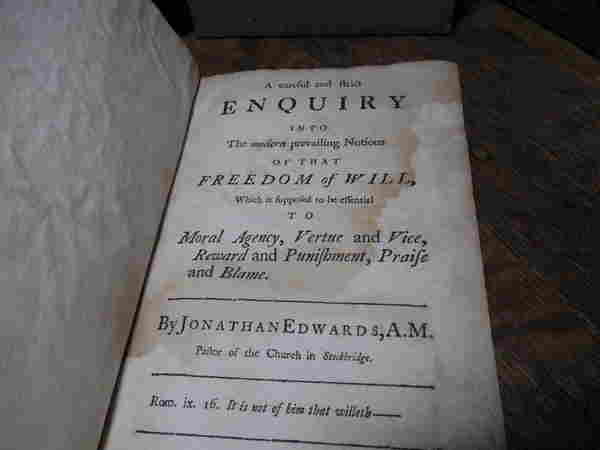 A careful and strict
ENQUIRY
INTO
The modern prevailing Notions
OF THAT
FREEDOM of WILL,
Which is supposed to be essential
TO
Moral Agency, Vertue and Vice,
Reward and Punishment, Praise
and Blame.
By JONATHAN EDWARDS, A.M.
Pastor of the Church in Stockbridge.
Rom. ix. 16. It is not of him that willeth——